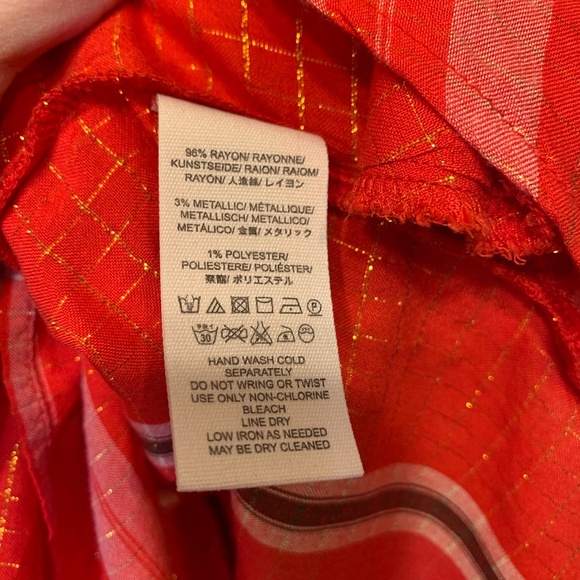 96% RAYON/ RAYONNE/
KUNSTSEIDE/ RAION/ RAIOM/
RAYÓN/ 人造絲/ レイヨン
3% METALLIC/ MÉTALLIQUE/
METALLISCH/ METALLICO/
METÁLICO/ 金屬/ メタリック
1% POLYESTER/
POLIESTERE/ POLIÉSTER/
聚酯/ ポリエステル
30
HAND WASH COLD
SEPARATELY
DO NOT WRING OR TWIST
USE ONLY NON-CHLORINE
BLEACH
LINE DRY
LOW IRON AS NEEDED
MAY BE DRY CLEANED